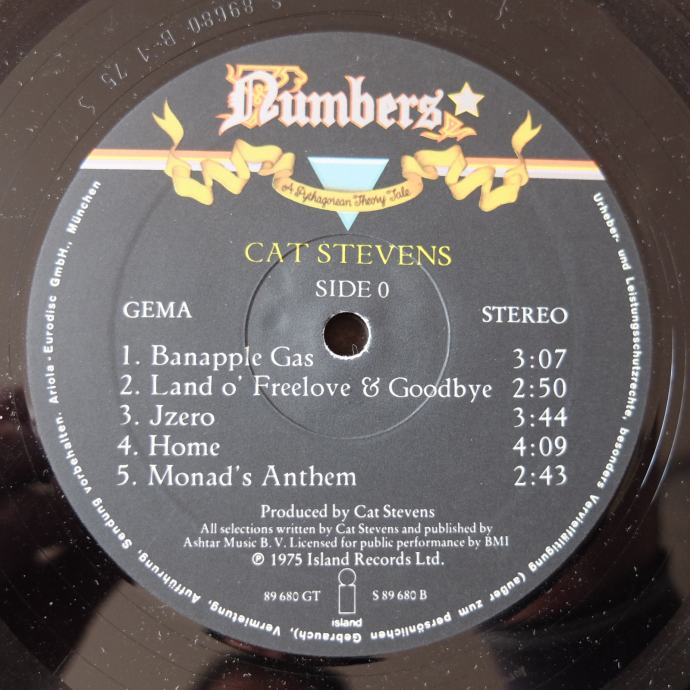 89680 B-1 75 S
Numbers
A Pythagorean Theory Tale
CAT STEVENS
SIDE 0
GEMA
STEREO
1. Banapple Gas 3:07
2. Land o' Freelove & Goodbye 2:50
3. Jzero 3:44
4. Home 4:09
5. Monad's Anthem 2:43
Produced by Cat Stevens
All selections written by Cat Stevens and published by
Ashtar Music B. V. Licensed for public performance by BMI
℗ 1975 Island Records Ltd.
89 680 GT S 89 680 B
island
Urheber- und Leistungsschutzrechte, besonders Vervielfältigung (außer zum persönlichen Gebrauch), Vermietung, Aufführung, Sendung vorbehalten. Ariola-Eurodisc GmbH., München